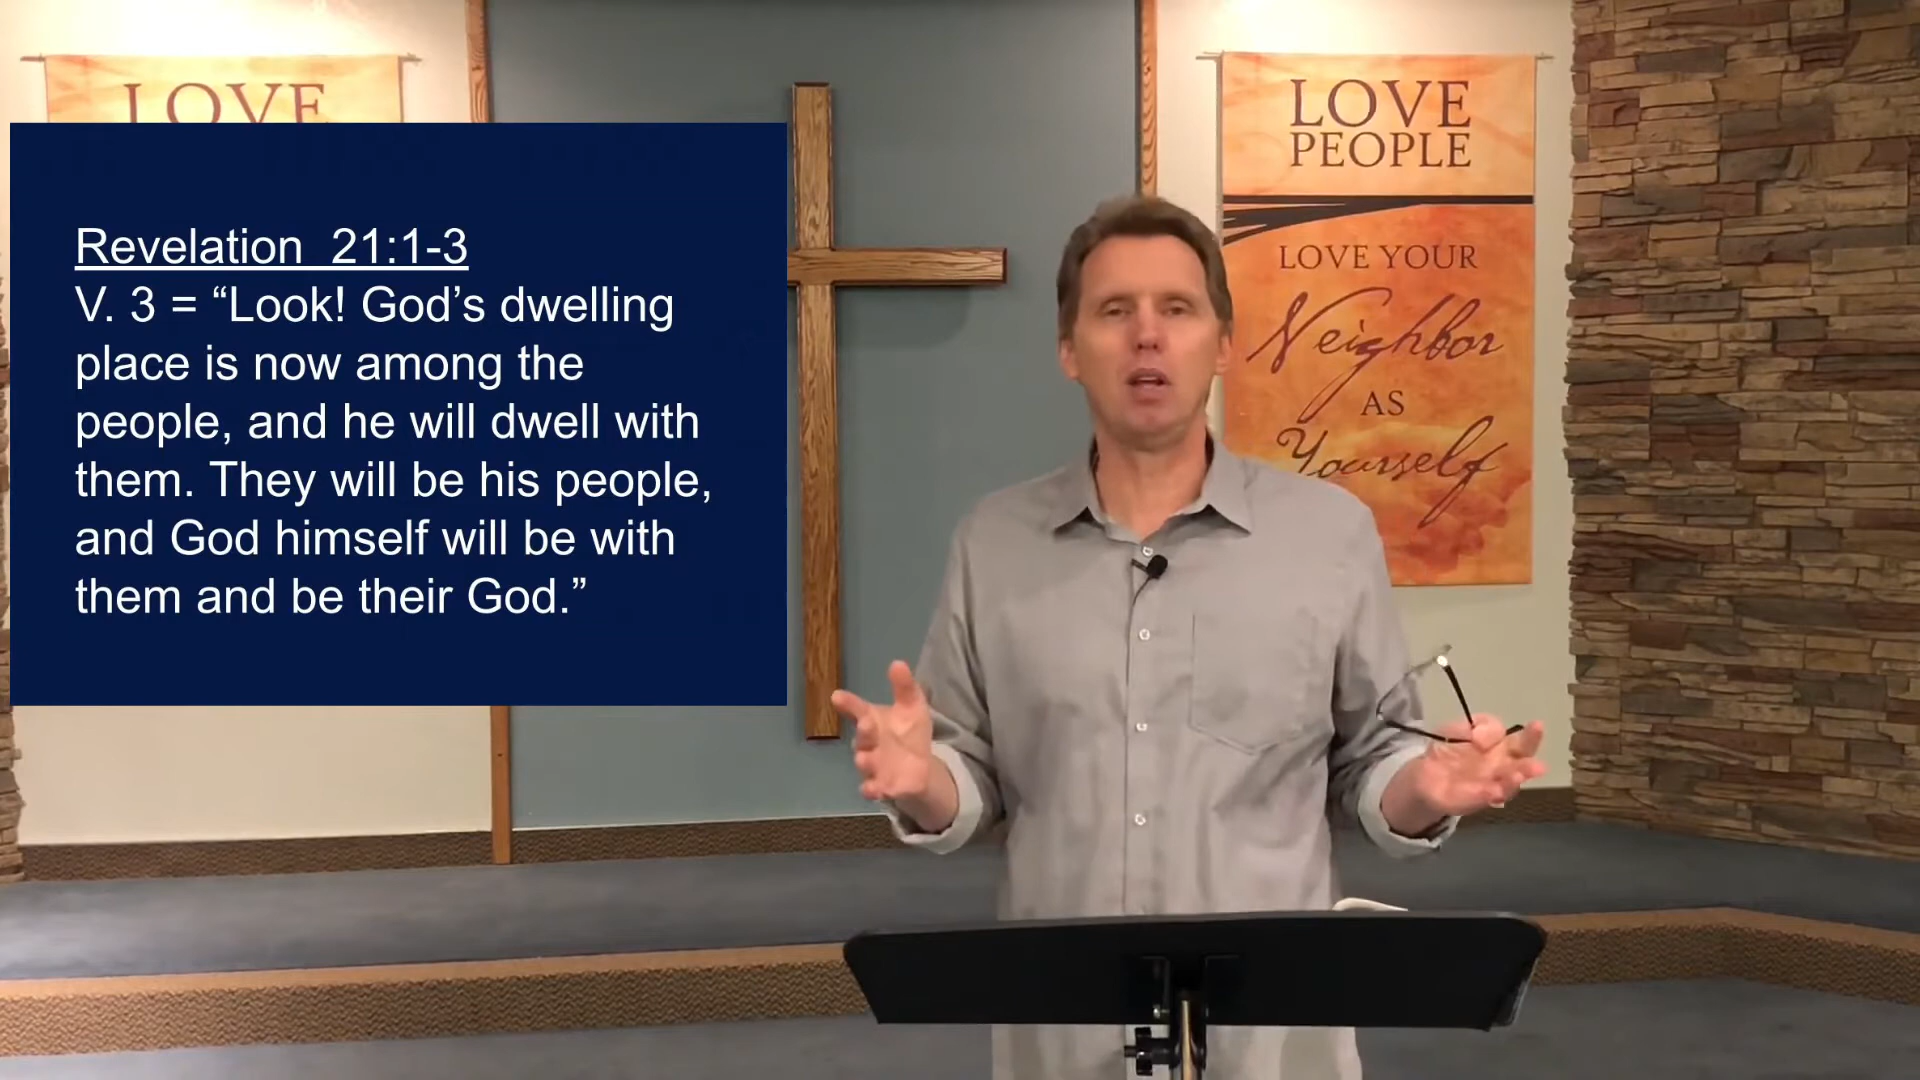 LOVE
Revelation 21:1-3
V. 3 = “Look! God’s dwelling
place is now among the
people, and he will dwell with
them. They will be his people,
and God himself will be with
them and be their God.”
LOVE
PEOPLE
LOVE YOUR
Neighbor
AS
Yourself